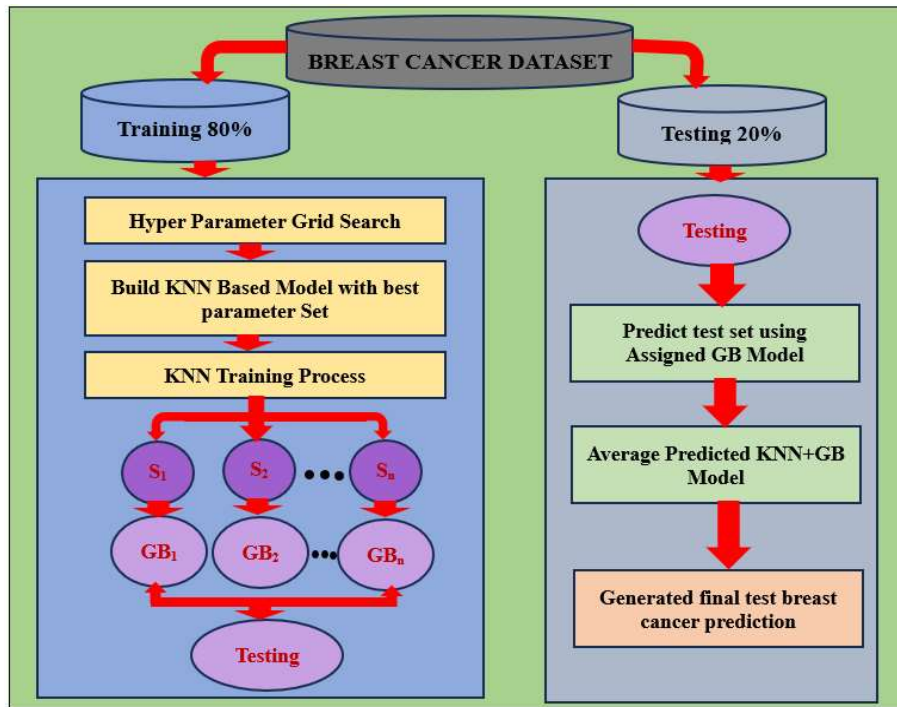 BREAST CANCER DATASET
Training 80%
Testing 20%
Hyper Parameter Grid Search
Build KNN Based Model with best
parameter Set
KNN Training Process
S₁
S₂
Sₙ
GB₁
GB₂
GBₙ
Testing
Testing
Predict test set using
Assigned GB Model
Average Predicted KNN+GB
Model
Generated final test breast
cancer prediction